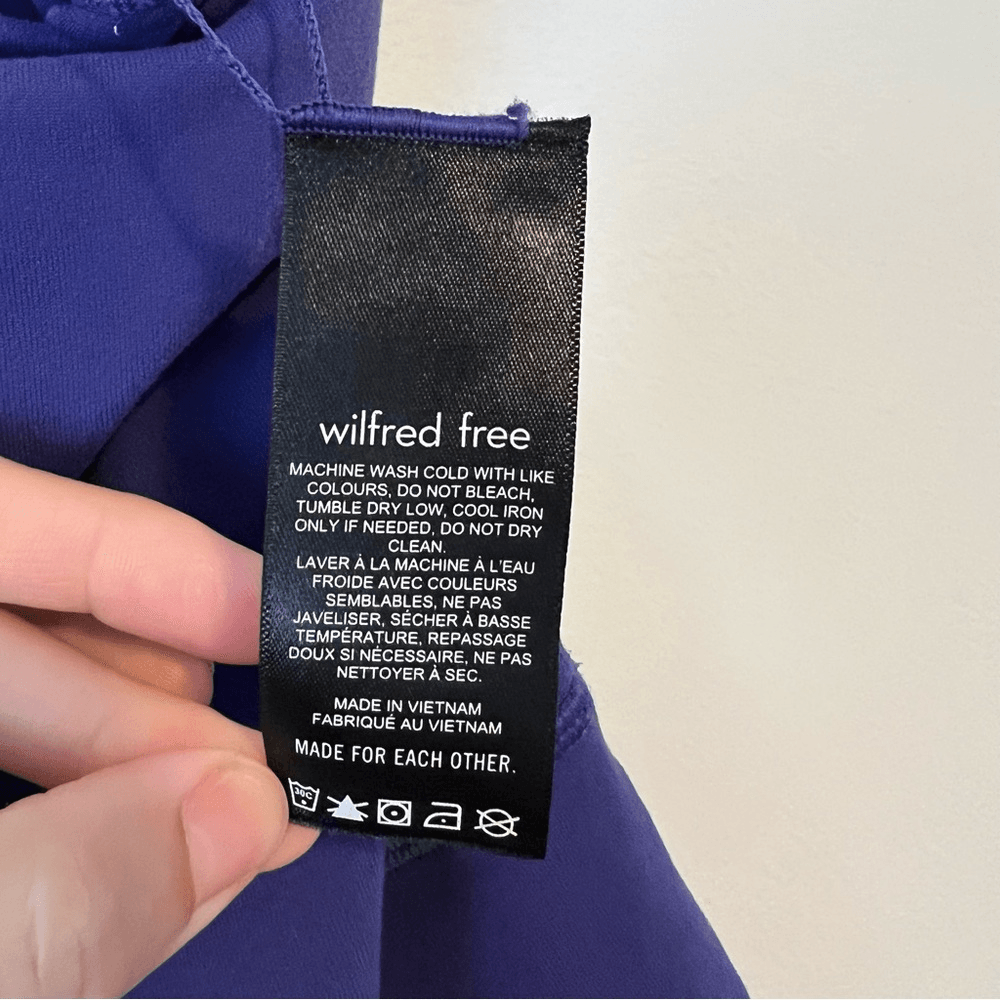 wilfred free
MACHINE WASH COLD WITH LIKE
COLOURS, DO NOT BLEACH,
TUMBLE DRY LOW, COOL IRON
ONLY IF NEEDED, DO NOT DRY
CLEAN.
LAVER À LA MACHINE À L'EAU
FROIDE AVEC COULEURS
SEMBLABLES, NE PAS
JAVELISER, SÉCHER À BASSE
TEMPÉRATURE, REPASSAGE
DOUX SI NÉCESSAIRE, NE PAS
NETTOYER À SEC.
MADE IN VIETNAM
FABRIQUÉ AU VIETNAM
MADE FOR EACH OTHER.
30C